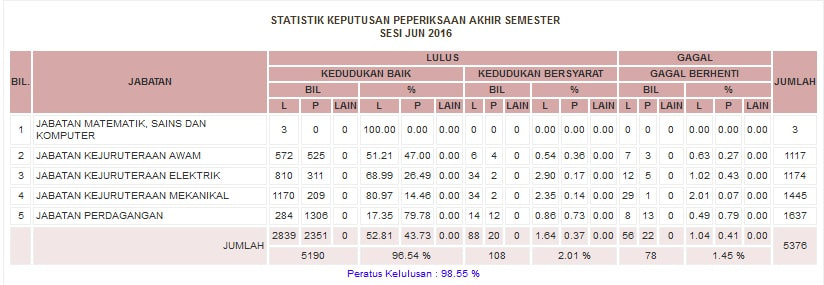 STATISTIK KEPUTUSAN PEPERIKSAAN AKHIR SEMESTER
SESI JUN 2016
BIL. JABATAN LULUS GAGAL JUMLAH
KEDUDUKAN BAIK KEDUDUKAN BERSYARAT GAGAL BERHENTI
BIL % BIL % BIL %
L P LAIN L P LAIN L P LAIN L P LAIN L P LAIN L P LAIN
1 JABATAN MATEMATIK, SAINS DAN KOMPUTER 3 0 0 100.00 0.00 0.00 0 0 0 0.00 0.00 0.00 0 0 0 0.00 0.00 0.00 3
2 JABATAN KEJURUTERAAN AWAM 572 525 0 51.21 47.00 0.00 6 4 0 0.54 0.36 0.00 7 3 0 0.63 0.27 0.00 1117
3 JABATAN KEJURUTERAAN ELEKTRIK 810 311 0 68.99 26.49 0.00 34 2 0 2.90 0.17 0.00 12 5 0 1.02 0.43 0.00 1174
4 JABATAN KEJURUTERAAN MEKANIKAL 1170 209 0 80.97 14.46 0.00 34 2 0 2.35 0.14 0.00 29 1 0 2.01 0.07 0.00 1445
5 JABATAN PERDAGANGAN 284 1306 0 17.35 79.78 0.00 14 12 0 0.86 0.73 0.00 8 13 0 0.49 0.79 0.00 1637
JUMLAH 2839 2351 0 52.81 43.73 0.00 88 20 0 1.64 0.37 0.00 56 22 0 1.04 0.41 0.00 5376
5190 96.54 % 108 2.01 % 78 1.45 %
Peratus Kelulusan : 98.55 %